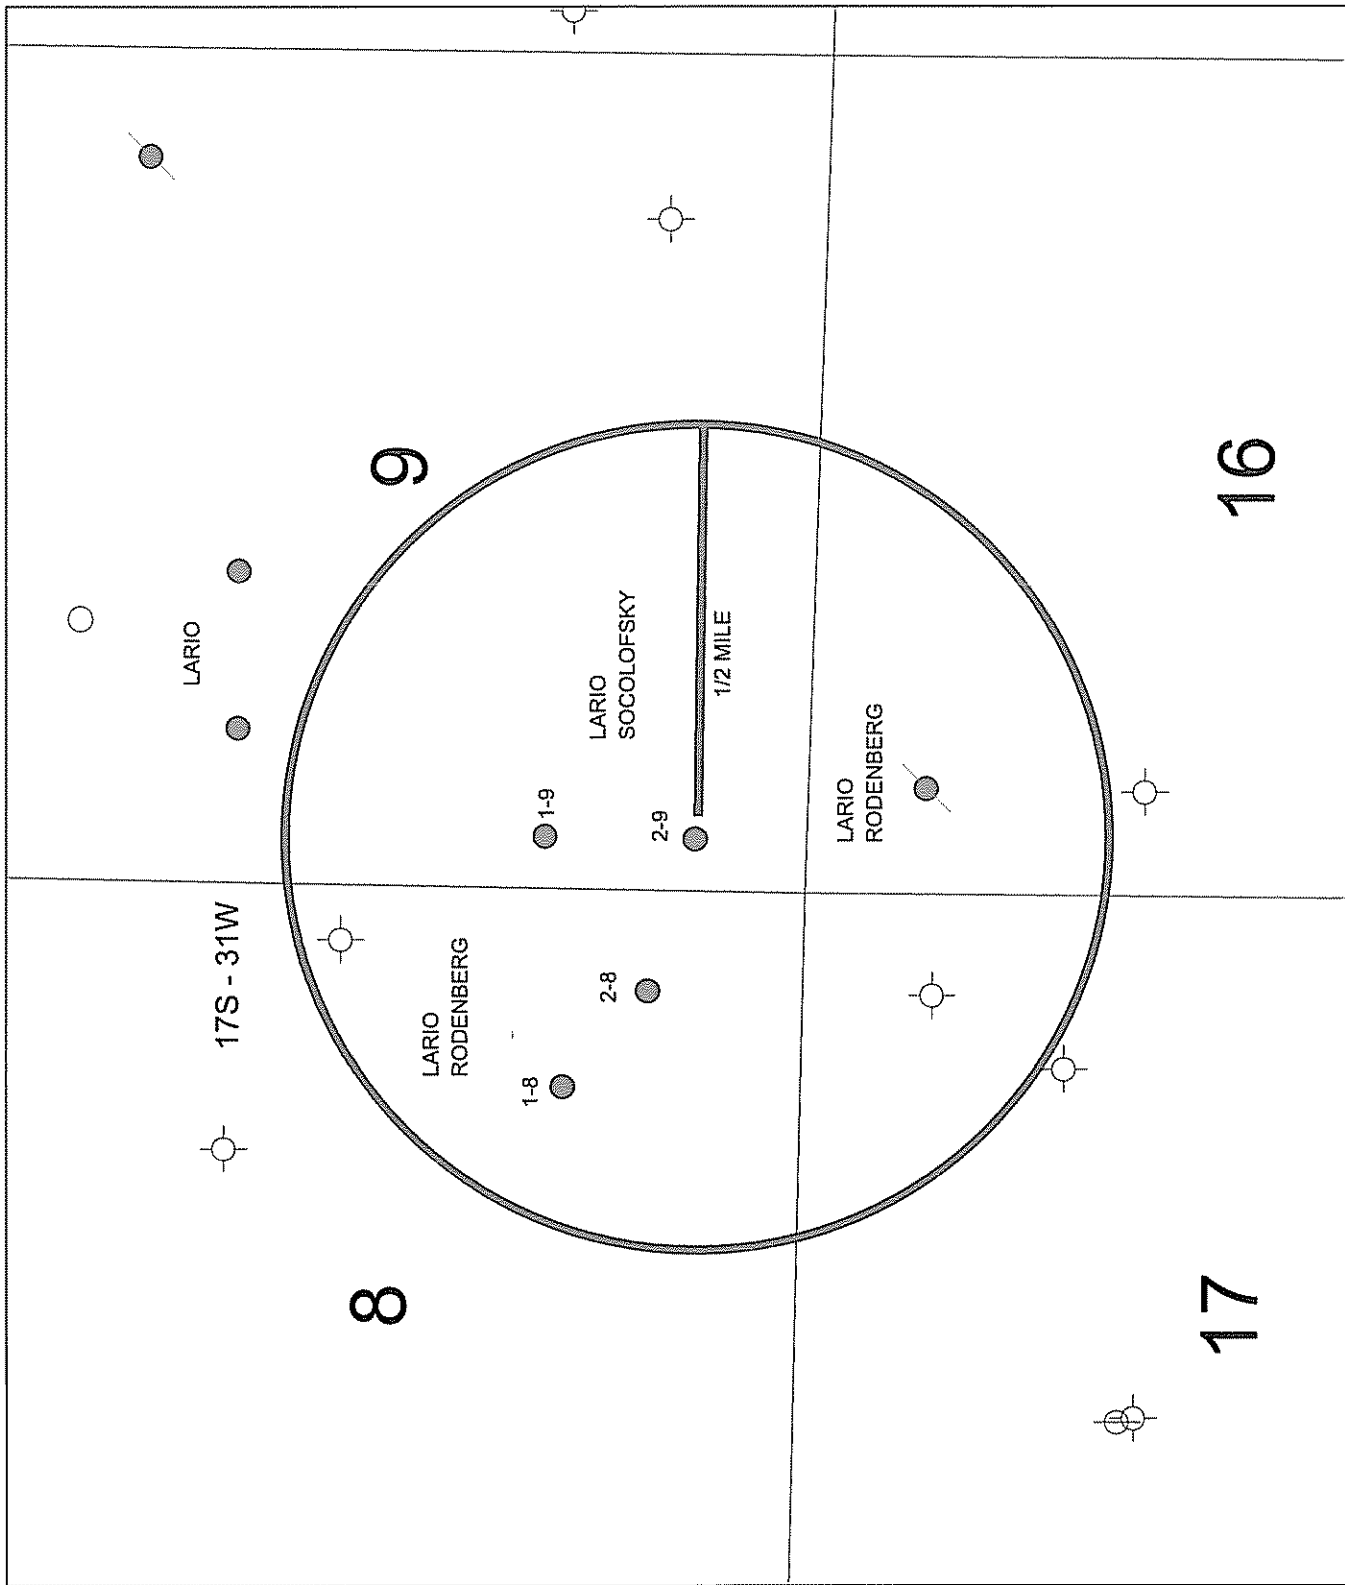 LARIO
17S - 31W
8
9
LARIO
RODENBERG
1-8
2-8
1-9
2-9
LARIO
SOCOLOFSKY
1/2 MILE
LARIO
RODENBERG
17
16